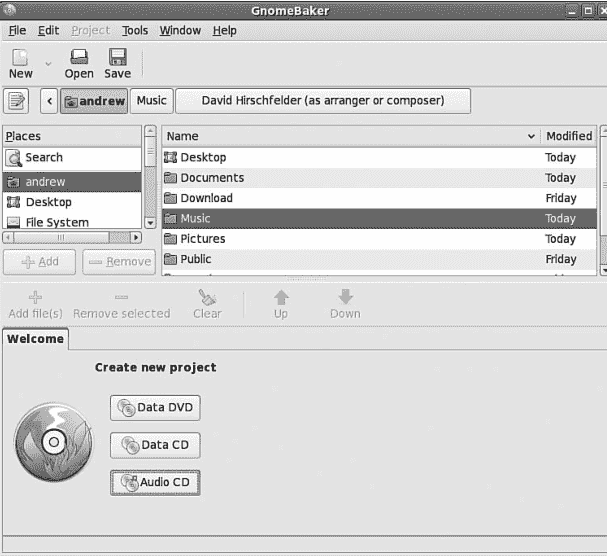 GnomeBaker
File Edit Project Tools Window Help
New Open Save
< andrew Music David Hirschfelder (as arranger or composer)
Places
Search
andrew
Desktop
File System
Add Remove
Name Modified
Desktop Today
Documents Today
Download Friday
Music Today
Pictures Today
Public Friday
Add file(s) Remove selected Clear Up Down
Welcome
Create new project
Data DVD
Data CD
Audio CD